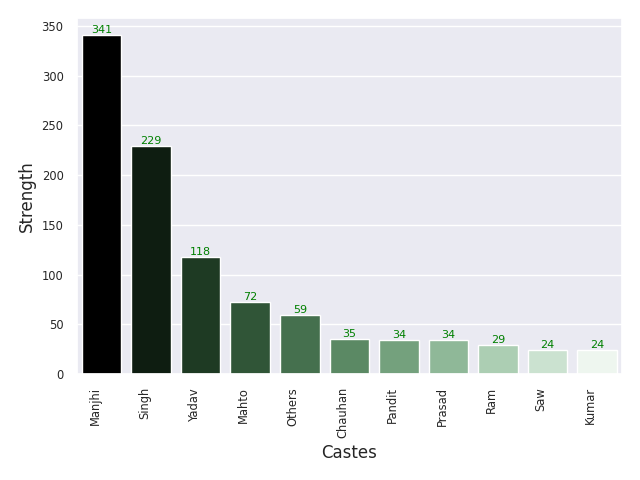 350
300
250
200
150
100
50
0
Strength
341
229
118
72
59
35
34
34
29
24
24
Manjhi
Singh
Yadav
Mahto
Others
Chauhan
Pandit
Prasad
Ram
Saw
Kumar
Castes